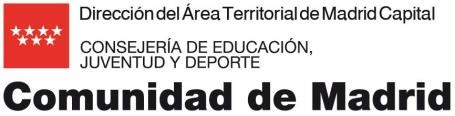 Dirección del Área Territorial de Madrid Capital
CONSEJERÍA DE EDUCACIÓN,
JUVENTUD Y DEPORTE
Comunidad de Madrid